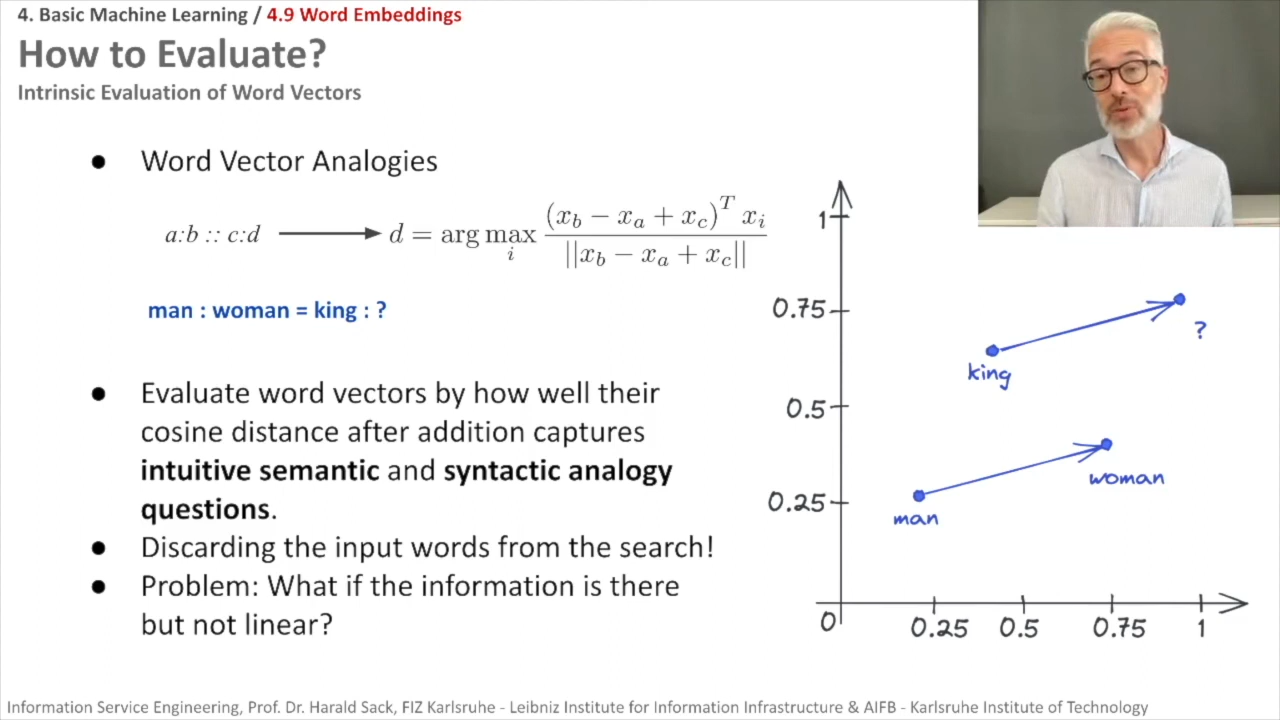 4. Basic Machine Learning / 4.9 Word Embeddings
How to Evaluate?
Intrinsic Evaluation of Word Vectors
● Word Vector Analogies
a:b :: c:d ⟶ d = arg max_i (x_b − x_a + x_c)^T x_i / ||x_b − x_a + x_c||
man : woman = king : ?
● Evaluate word vectors by how well their
cosine distance after addition captures
intuitive semantic and syntactic analogy
questions.
● Discarding the input words from the search!
● Problem: What if the information is there
but not linear?
1
0.75
?
king
0.5
woman
0.25
man
0
0.25 0.5 0.75 1
Information Service Engineering, Prof. Dr. Harald Sack, FIZ Karlsruhe - Leibniz Institute for Information Infrastructure & AIFB - Karlsruhe Institute of Technology